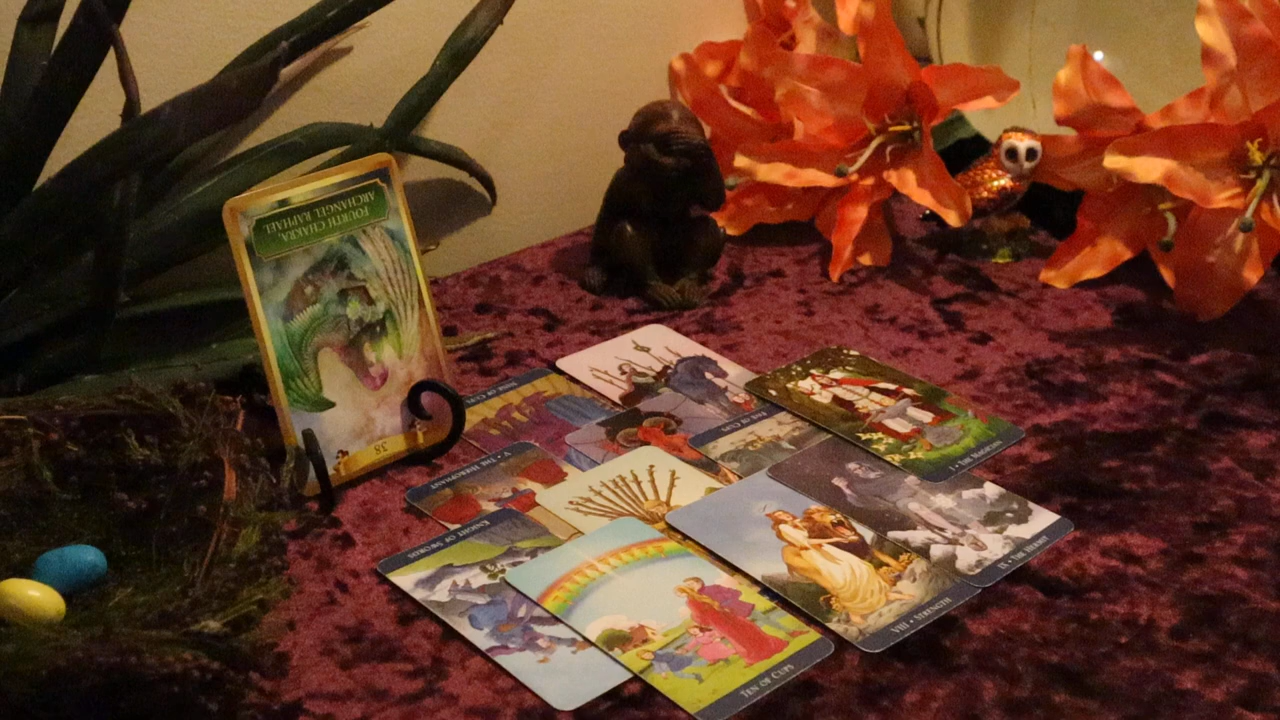 FOURTH CHAKRA,
ARCHANGEL RAPHAEL
38
V • THE HIEROPHANT
I • THE MAGICIAN
KNIGHT OF SWORDS
IX • THE HERMIT
VIII • STRENGTH
TEN OF CUPS